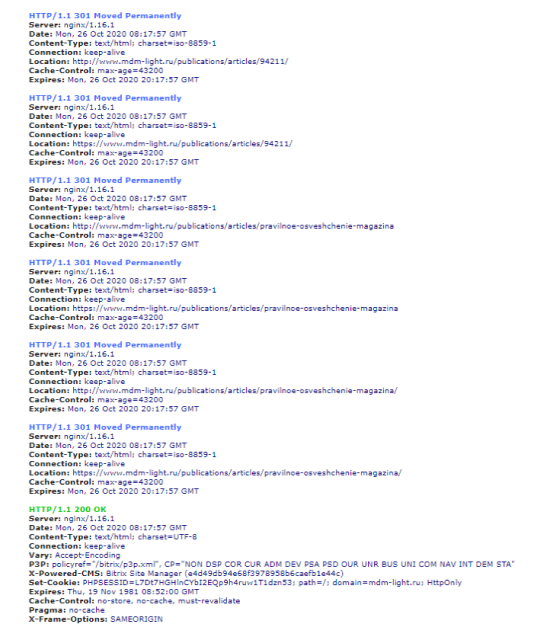 HTTP/1.1 301 Moved Permanently
Server: nginx/1.16.1
Date: Mon, 26 Oct 2020 08:17:57 GMT
Content-Type: text/html; charset=iso-8859-1
Connection: keep-alive
Location: http://www.mdm-light.ru/publications/articles/94211/
Cache-Control: max-age=43200
Expires: Mon, 26 Oct 2020 20:17:57 GMT
HTTP/1.1 301 Moved Permanently
Server: nginx/1.16.1
Date: Mon, 26 Oct 2020 08:17:57 GMT
Content-Type: text/html; charset=iso-8859-1
Connection: keep-alive
Location: https://www.mdm-light.ru/publications/articles/94211/
Cache-Control: max-age=43200
Expires: Mon, 26 Oct 2020 20:17:57 GMT
HTTP/1.1 301 Moved Permanently
Server: nginx/1.16.1
Date: Mon, 26 Oct 2020 08:17:57 GMT
Content-Type: text/html; charset=iso-8859-1
Connection: keep-alive
Location: http://www.mdm-light.ru/publications/articles/pravilnoe-osveshchenie-magazina
Cache-Control: max-age=43200
Expires: Mon, 26 Oct 2020 20:17:57 GMT
HTTP/1.1 301 Moved Permanently
Server: nginx/1.16.1
Date: Mon, 26 Oct 2020 08:17:57 GMT
Content-Type: text/html; charset=iso-8859-1
Connection: keep-alive
Location: https://www.mdm-light.ru/publications/articles/pravilnoe-osveshchenie-magazina
Cache-Control: max-age=43200
Expires: Mon, 26 Oct 2020 20:17:57 GMT
HTTP/1.1 301 Moved Permanently
Server: nginx/1.16.1
Date: Mon, 26 Oct 2020 08:17:57 GMT
Content-Type: text/html; charset=iso-8859-1
Connection: keep-alive
Location: http://www.mdm-light.ru/publications/articles/pravilnoe-osveshchenie-magazina/
Cache-Control: max-age=43200
Expires: Mon, 26 Oct 2020 20:17:57 GMT
HTTP/1.1 301 Moved Permanently
Server: nginx/1.16.1
Date: Mon, 26 Oct 2020 08:17:57 GMT
Content-Type: text/html; charset=iso-8859-1
Connection: keep-alive
Location: https://www.mdm-light.ru/publications/articles/pravilnoe-osveshchenie-magazina/
Cache-Control: max-age=43200
Expires: Mon, 26 Oct 2020 20:17:57 GMT
HTTP/1.1 200 OK
Server: nginx/1.16.1
Date: Mon, 26 Oct 2020 08:17:57 GMT
Content-Type: text/html; charset=UTF-8
Connection: keep-alive
Vary: Accept-Encoding
P3P: policyref="/bitrix/p3p.xml", CP="NON DSP COR CUR ADM DEV PSA PSD OUR UNR BUS UNI COM NAV INT DEM STA"
X-Powered-CMS: Bitrix Site Manager (e4d49db94e68f3978958b6caefb1e44c)
Set-Cookie: PHPSESSID=L7Dt7HGHlnCYbI2EQp9h4ruw1T1dzn53; path=/; domain=mdm-light.ru; HttpOnly
Expires: Thu, 19 Nov 1981 08:52:00 GMT
Cache-Control: no-store, no-cache, must-revalidate
Pragma: no-cache
X-Frame-Options: SAMEORIGIN